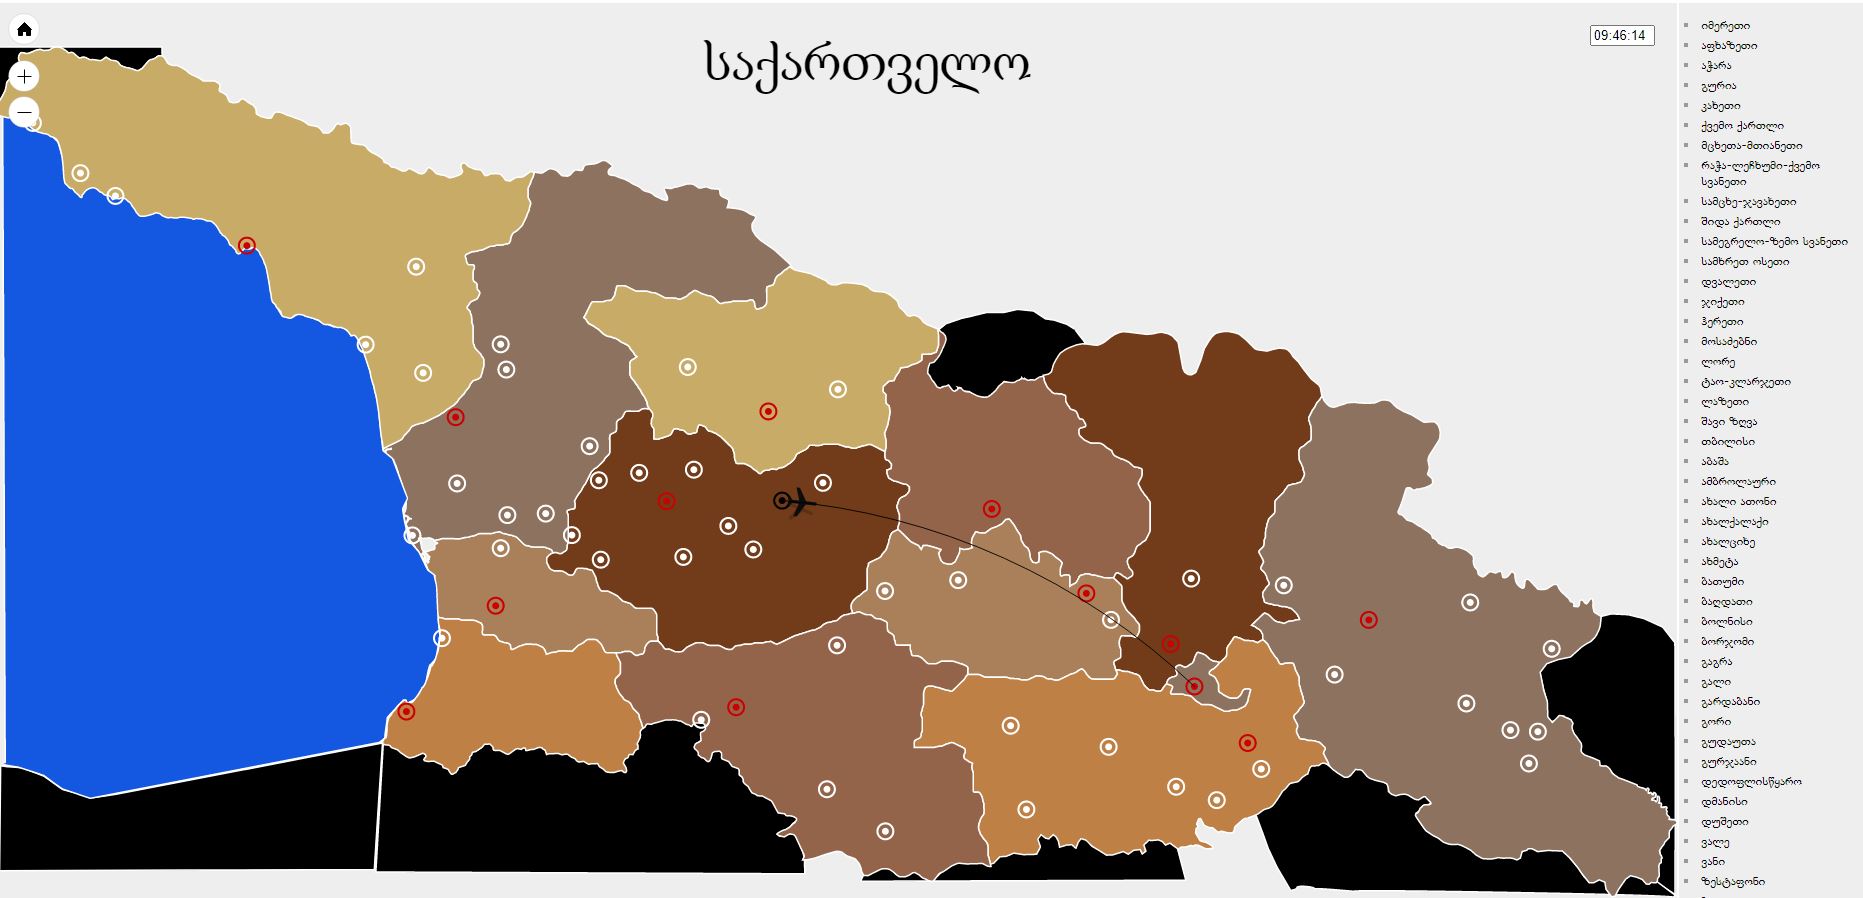 საქართველო
09:46:14
იმერეთი
აფხაზეთი
აჭარა
გურია
კახეთი
ქვემო ქართლი
მცხეთა-მთიანეთი
რაჭა-ლეჩხუმი-ქვემო
სვანეთი
სამცხე-ჯავახეთი
შიდა ქართლი
სამეგრელო-ზემო სვანეთი
სამხრეთ ოსეთი
დვალეთი
ჯიქეთი
ჰერეთი
მოსაძებნი
ლორე
ტაო-კლარჯეთი
ლაზეთი
შავი ზღვა
თბილისი
აბაშა
ამბროლაური
ახალი ათონი
ახალქალაქი
ახალციხე
ახმეტა
ბათუმი
ბაღდათი
ბოლნისი
ბორჯომი
გაგრა
გალი
გარდაბანი
გორი
გუდაუთა
გურჯაანი
დედოფლისწყარო
დმანისი
დუშეთი
ვალე
ვანი
ზესტაფონი